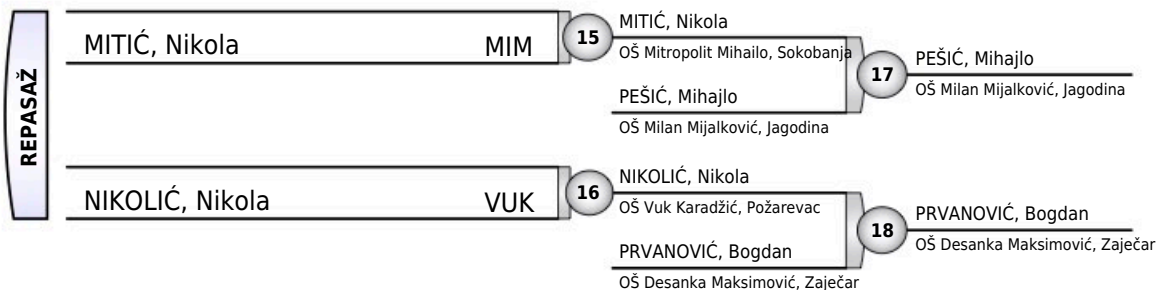 REPASAŽ
MITIĆ, Nikola MIM
15
MITIĆ, Nikola
OŠ Mitropolit Mihailo, Sokobanja
PEŠIĆ, Mihajlo
OŠ Milan Mijalković, Jagodina
17
PEŠIĆ, Mihajlo
OŠ Milan Mijalković, Jagodina
NIKOLIĆ, Nikola VUK
16
NIKOLIĆ, Nikola
OŠ Vuk Karadžić, Požarevac
PRVANOVIĆ, Bogdan
OŠ Desanka Maksimović, Zaječar
18
PRVANOVIĆ, Bogdan
OŠ Desanka Maksimović, Zaječar